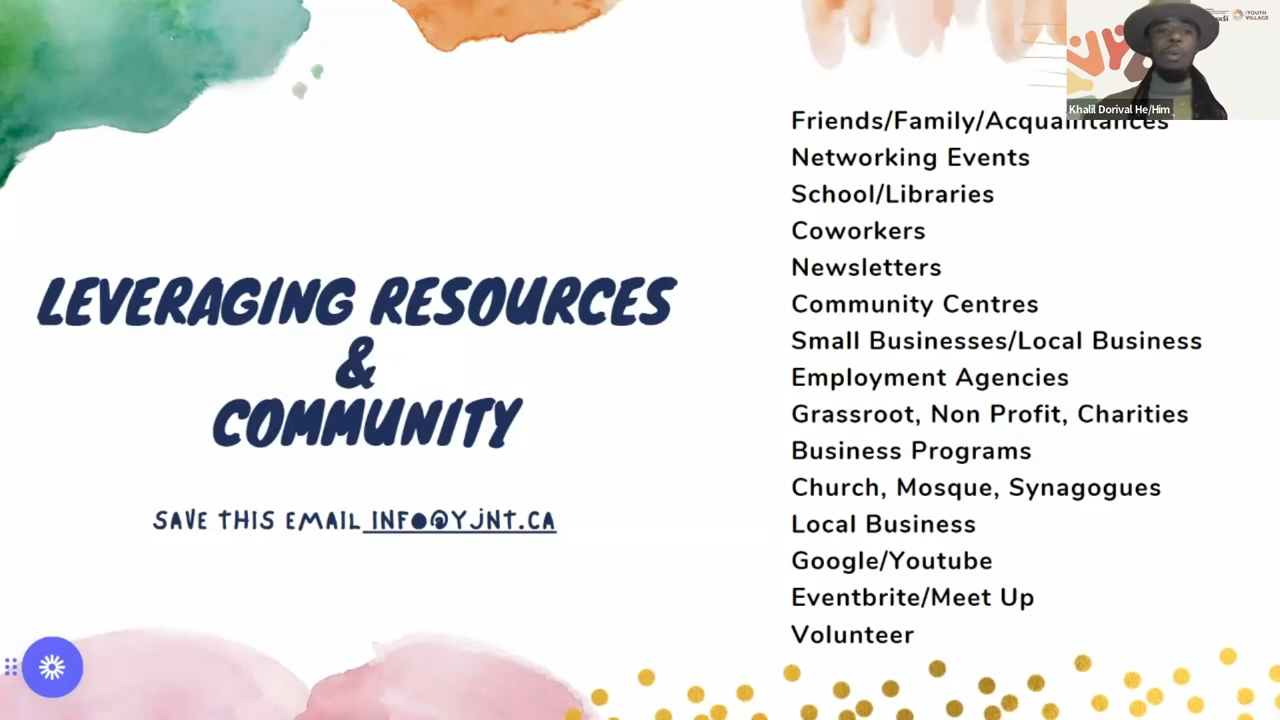 LEVERAGING RESOURCES
&
COMMUNITY
SAVE THIS EMAIL INFO@YJNT.CA
Friends/Family/Acquaintances
Networking Events
School/Libraries
Coworkers
Newsletters
Community Centres
Small Businesses/Local Business
Employment Agencies
Grassroot, Non Profit, Charities
Business Programs
Church, Mosque, Synagogues
Local Business
Google/Youtube
Eventbrite/Meet Up
Volunteer
YOUTH
VILLAGE
Khalil Dorival He/Him